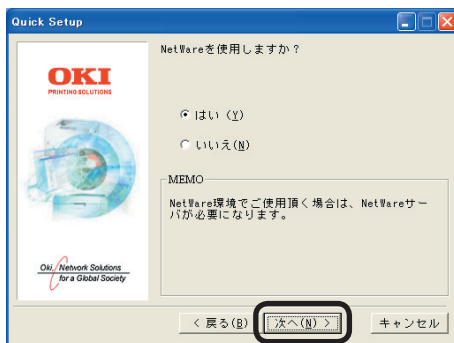 Quick Setup
OKI
PRINTING SOLUTIONS
NetWareを使用しますか？
はい (Y)
いいえ(N)
MEMO
NetWare環境でご使用頂く場合は、NetWareサー
バが必要になります。
Oki, Network Solutions
for a Global Society
< 戻る(B)
次へ(N) >
キャンセル